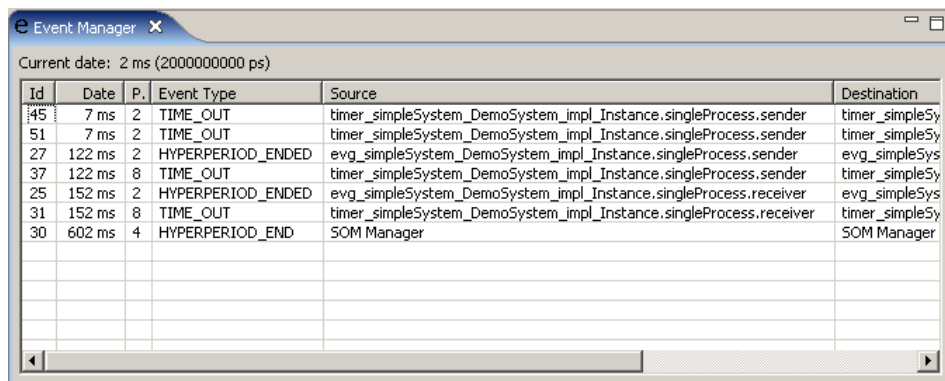 e Event Manager
Current date: 2 ms (2000000000 ps)
Id Date P. Event Type Source Destination
45 7 ms 2 TIME_OUT timer_simpleSystem_DemoSystem_impl_Instance.singleProcess.sender timer_simpleSy
51 7 ms 2 TIME_OUT timer_simpleSystem_DemoSystem_impl_Instance.singleProcess.sender timer_simpleSy
27 122 ms 2 HYPERPERIOD_ENDED evg_simpleSystem_DemoSystem_impl_Instance.singleProcess.sender evg_simpleSys
37 122 ms 8 TIME_OUT timer_simpleSystem_DemoSystem_impl_Instance.singleProcess.sender timer_simpleSy
25 152 ms 2 HYPERPERIOD_ENDED evg_simpleSystem_DemoSystem_impl_Instance.singleProcess.receiver evg_simpleSys
31 152 ms 8 TIME_OUT timer_simpleSystem_DemoSystem_impl_Instance.singleProcess.receiver timer_simpleSy
30 602 ms 4 HYPERPERIOD_END SOM Manager SOM Manager